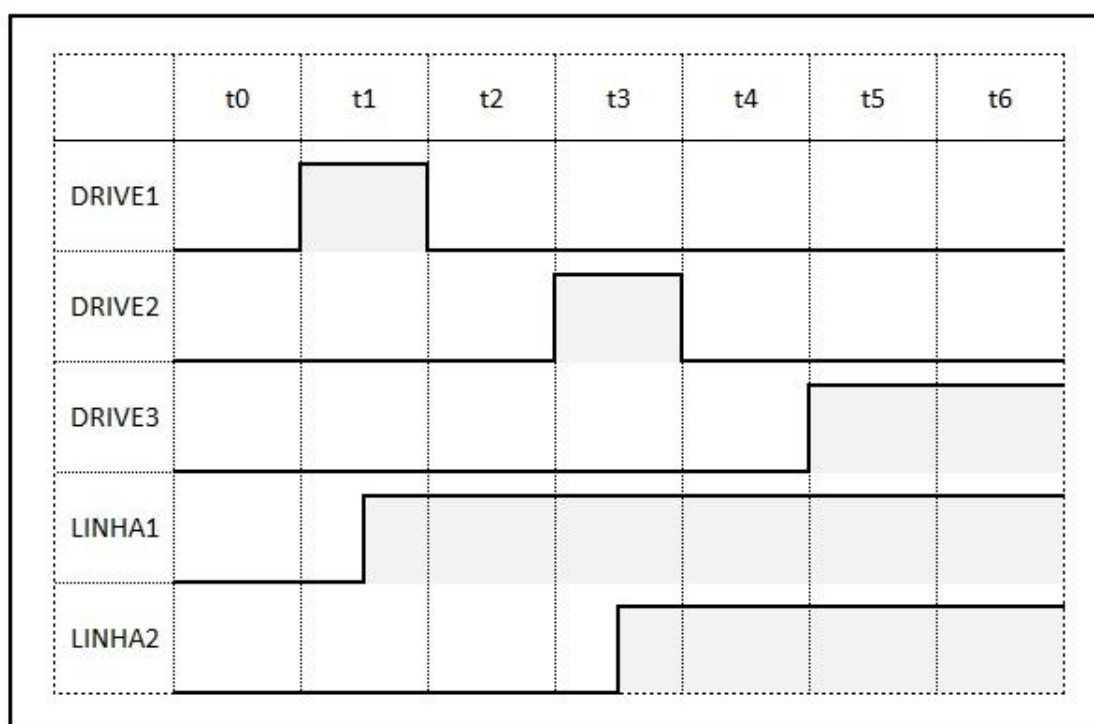 t0 t1 t2 t3 t4 t5 t6
DRIVE1
DRIVE2
DRIVE3
LINHA1
LINHA2